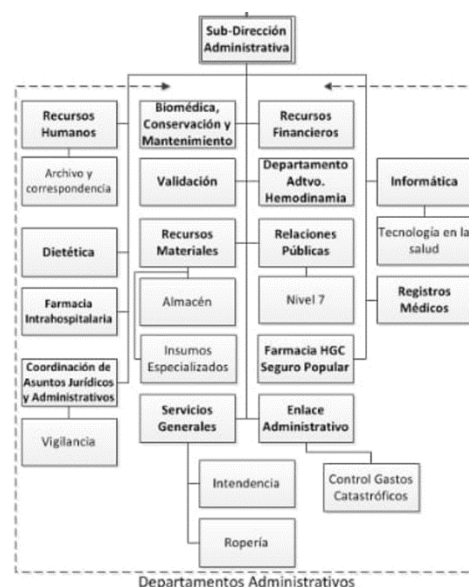 Sub-Dirección
Administrativa
Recursos
Humanos
Archivo y
correspondencia
Biomédica,
Conservación y
Mantenimiento
Recursos
Financieros
Validación
Departamento
Adtvo.
Hemodinamia
Informática
Tecnología en la
salud
Dietética
Recursos
Materiales
Almacén
Insumos
Especializados
Relaciones
Públicas
Nivel 7
Registros
Médicos
Farmacia
Intrahospitalaria
Farmacia HGC
Seguro Popular
Coordinación de
Asuntos Jurídicos
y Administrativos
Vigilancia
Servicios
Generales
Intendencia
Ropería
Enlace
Administrativo
Control Gastos
Catastróficos
Departamentos Administrativos